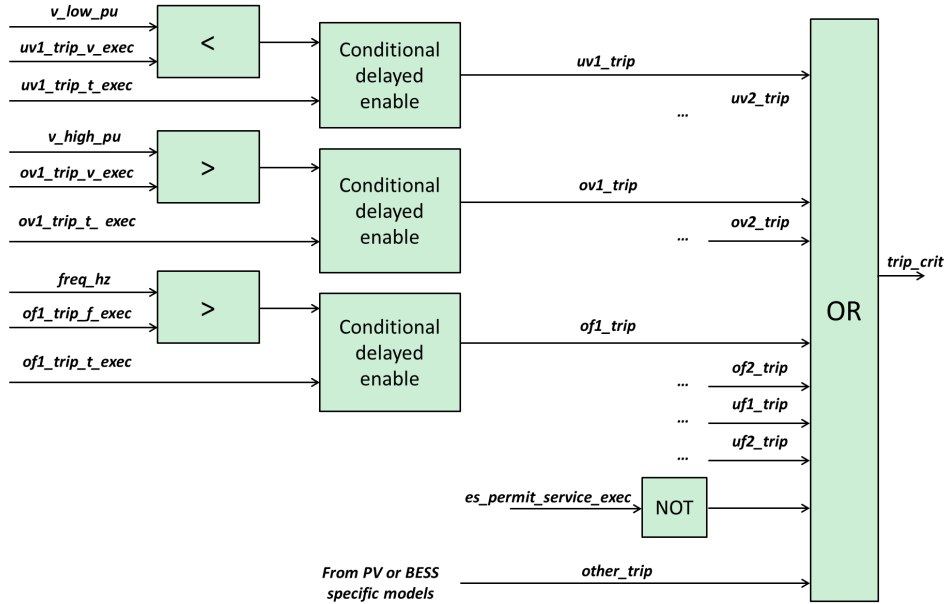 v_low_pu
uv1_trip_v_exec
<
uv1_trip_t_exec
Conditional
delayed
enable
uv1_trip
...
uv2_trip
v_high_pu
ov1_trip_v_exec
>
ov1_trip_t_ exec
Conditional
delayed
enable
ov1_trip
...
ov2_trip
freq_hz
of1_trip_f_exec
>
of1_trip_t_exec
Conditional
delayed
enable
of1_trip
...
of2_trip
...
uf1_trip
...
uf2_trip
es_permit_service_exec
NOT
From PV or BESS
specific models
other_trip
OR
trip_crit